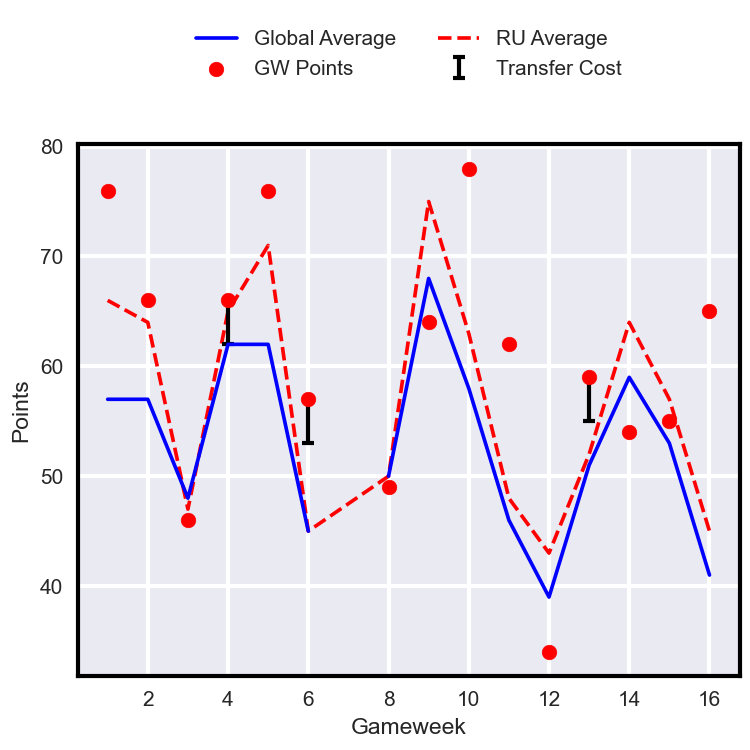 Global Average RU Average
GW Points Transfer Cost
80
70
60
50
40
Points
2 4 6 8 10 12 14 16
Gameweek